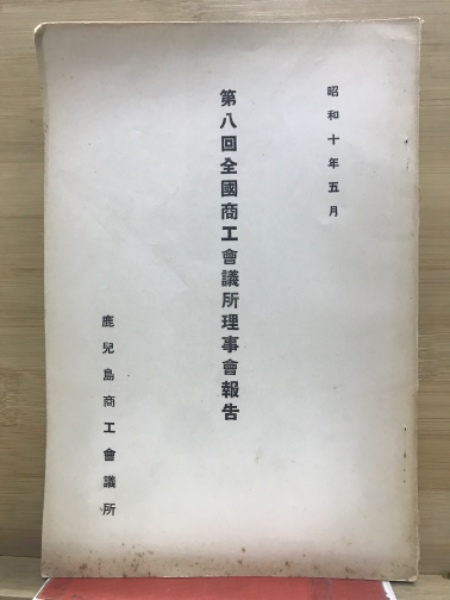 昭和十年五月
第八回全國商工會議所理事會報告
鹿兒島商工會議所